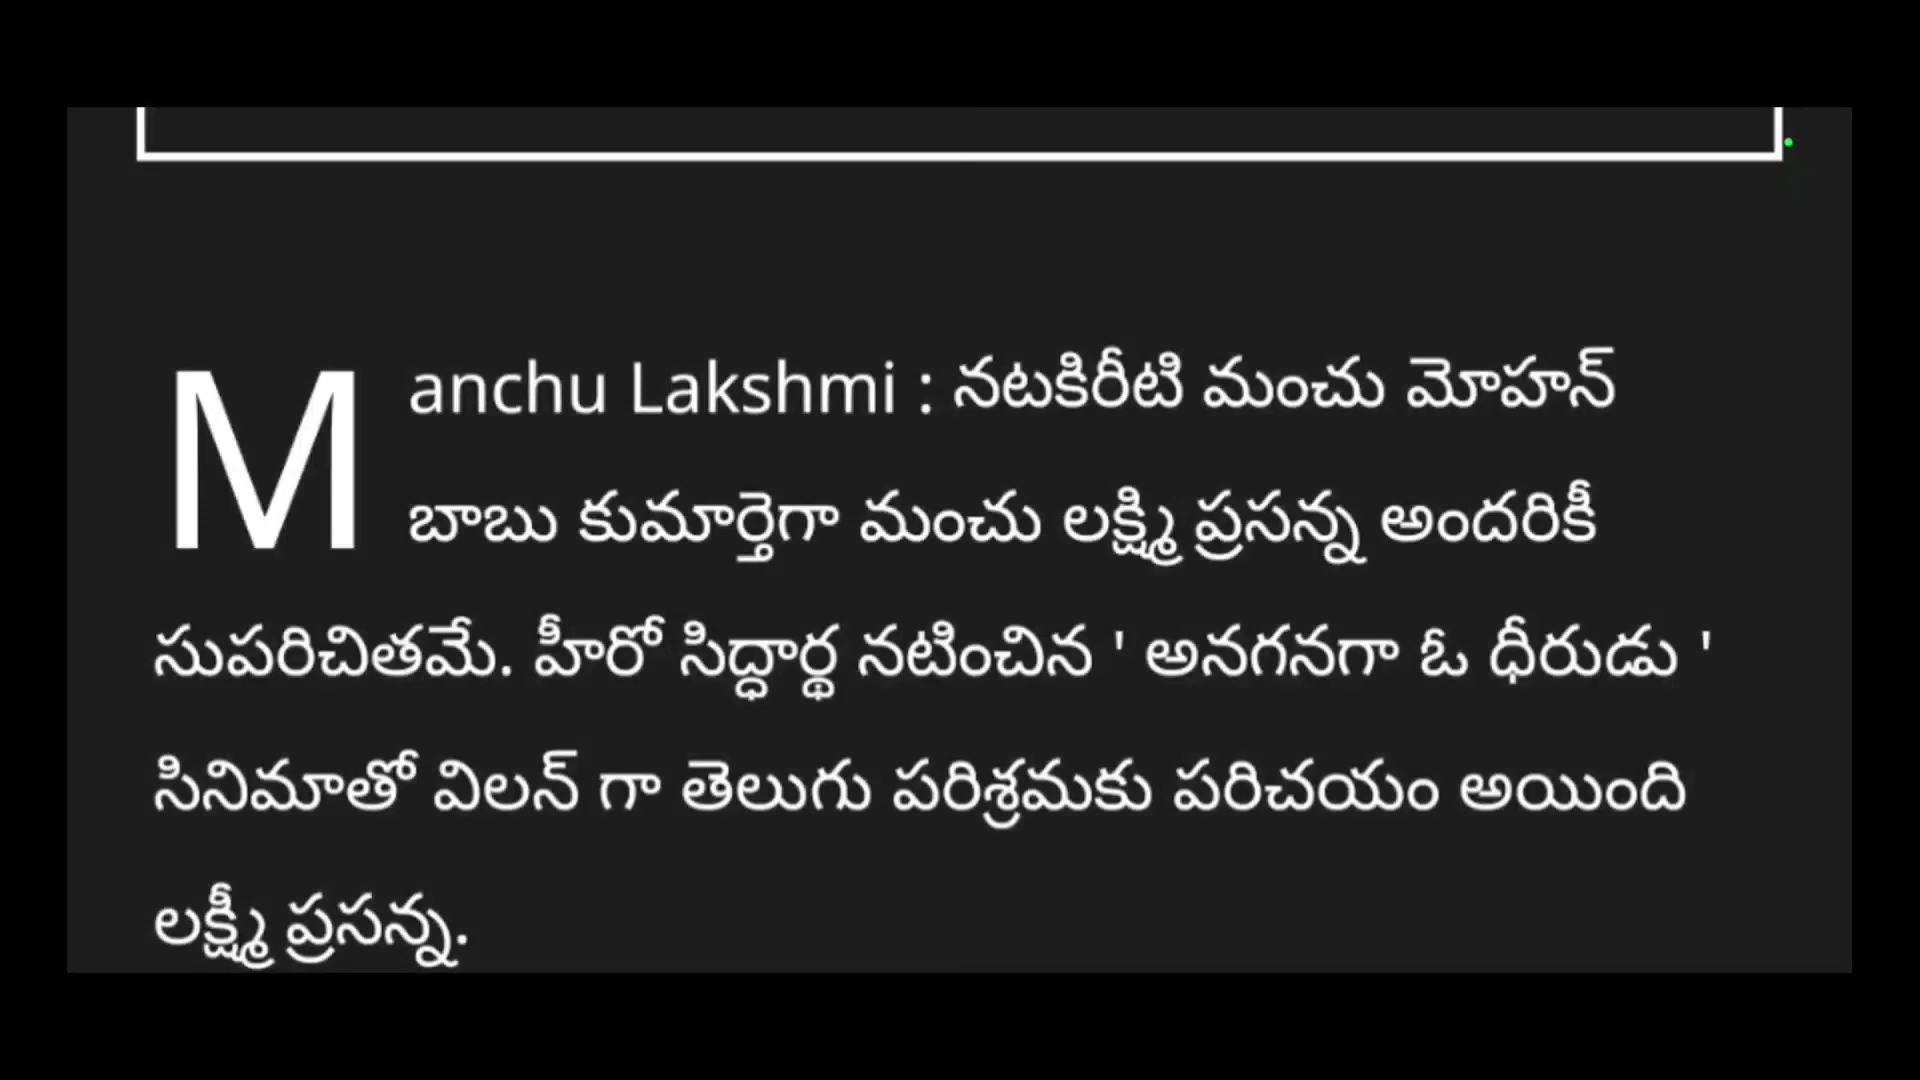 Manchu Lakshmi : నటకిరీటి మంచు మోహన్
బాబు కుమార్తెగా మంచు లక్ష్మి ప్రసన్న అందరికీ
సుపరిచితమే. హీరో సిద్ధార్థ నటించిన ' అనగనగా ఓ ధీరుడు '
సినిమాతో విలన్ గా తెలుగు పరిశ్రమకు పరిచయం అయింది
లక్ష్మీ ప్రసన్న.